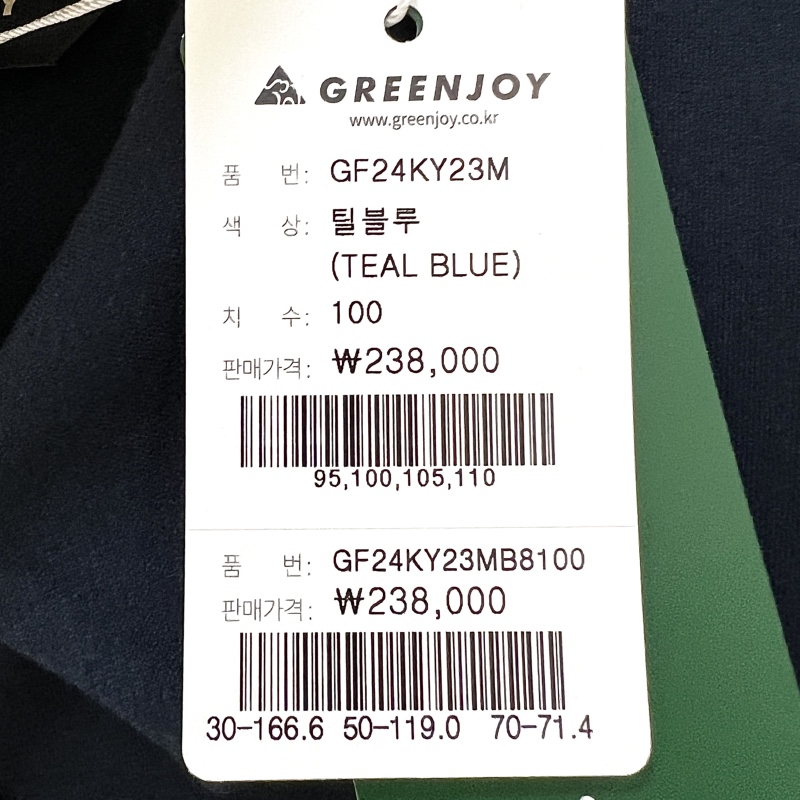 GREENJOY
www.greenjoy.co.kr
품 번: GF24KY23M
색 상: 틸블루
(TEAL BLUE)
치 수: 100
판매가격: ₩238,000
95,100,105,110
품 번: GF24KY23MB8100
판매가격: ₩238,000
30-166.6 50-119.0 70-71.4